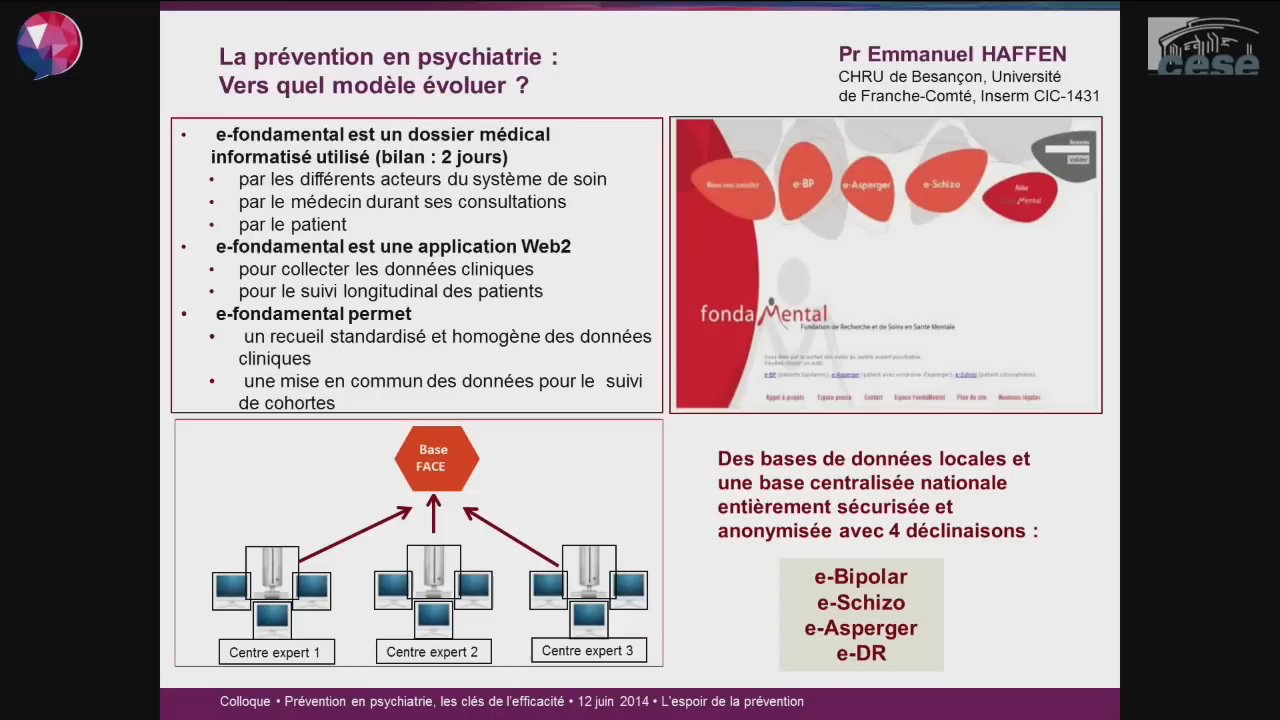 La prévention en psychiatrie :
Vers quel modèle évoluer ?
Pr Emmanuel HAFFEN
CHRU de Besançon, Université
de Franche-Comté, Inserm CIC-1431
cese
• e-fondamental est un dossier médical
informatisé utilisé (bilan : 2 jours)
• par les différents acteurs du système de soin
• par le médecin durant ses consultations
• par le patient
• e-fondamental est une application Web2
• pour collecter les données cliniques
• pour le suivi longitudinal des patients
• e-fondamental permet
• un recueil standardisé et homogène des données
cliniques
• une mise en commun des données pour le suivi
de cohortes
e-BP
e-Asperger
e-Schizo
valider
fondaMental
Fondation de Recherche et de Soins en Santé Mentale
Appel à projets Espace presse Contact Espace FondaMental Plan du site Mentions légales
Base
FACE
Centre expert 1
Centre expert 2
Centre expert 3
Des bases de données locales et
une base centralisée nationale
entièrement sécurisée et
anonymisée avec 4 déclinaisons :
e-Bipolar
e-Schizo
e-Asperger
e-DR
Colloque • Prévention en psychiatrie, les clés de l'efficacité • 12 juin 2014 • L'espoir de la prévention